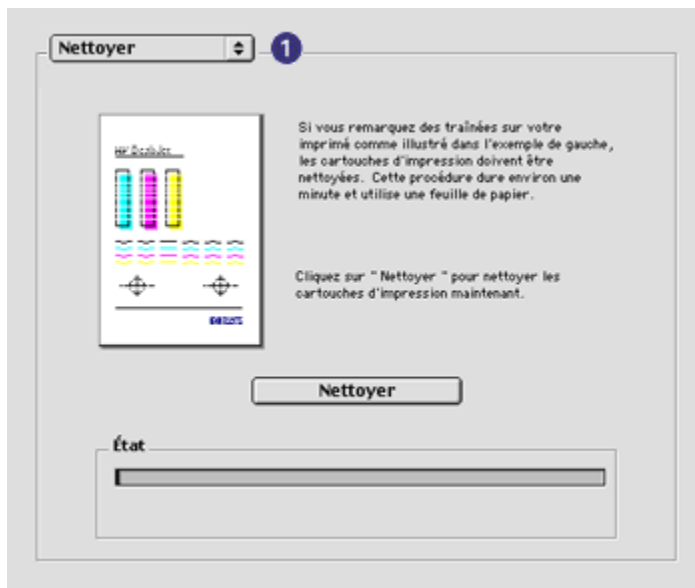 Nettoyer
1
HP DeskJet
Si vous remarquez des traînées sur votre
imprimé comme illustré dans l'exemple de gauche,
les cartouches d'impression doivent être
nettoyées. Cette procédure dure environ une
minute et utilise une feuille de papier.
Cliquez sur " Nettoyer " pour nettoyer les
cartouches d'impression maintenant.
Nettoyer
État